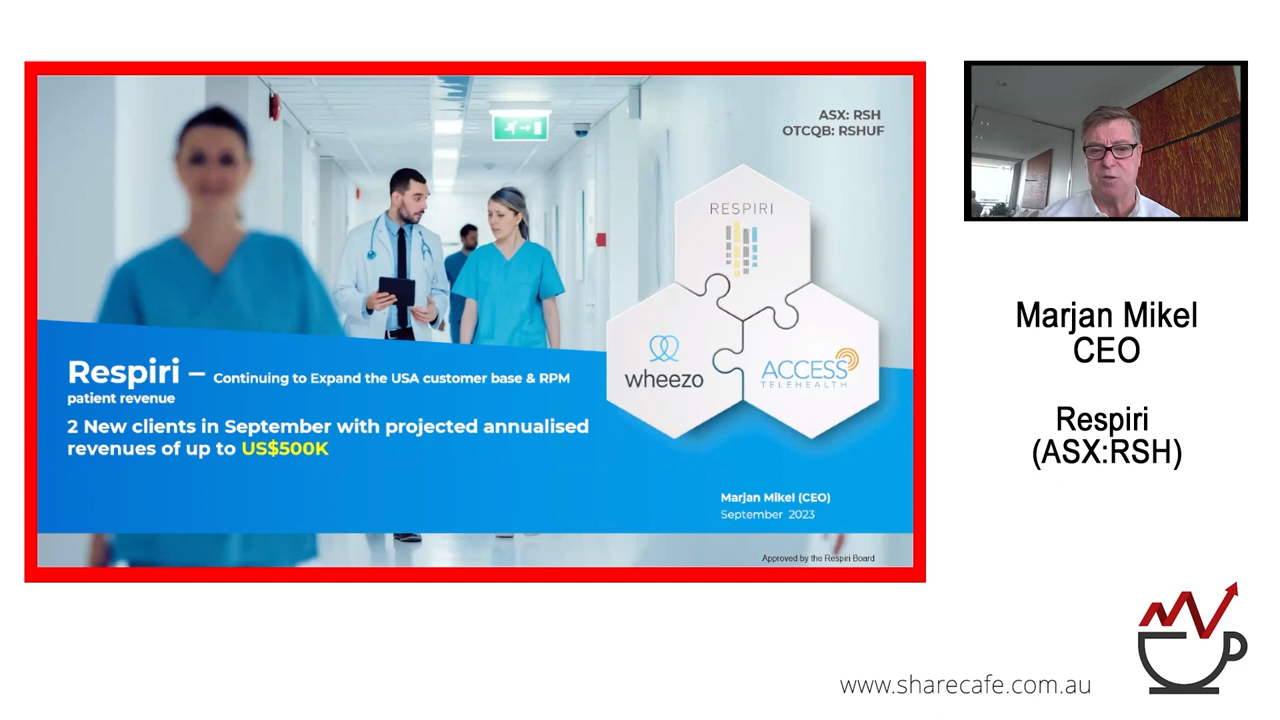 ASX: RSH
OTCQB: RSHUF
RESPIRI
wheezo
ACCESS
TELEHEALTH
Respiri – Continuing to Expand the USA customer base & RPM
patient revenue
2 New clients in September with projected annualised
revenues of up to US$500K
Marjan Mikel (CEO)
September 2023
Approved by the Respiri Board
Marjan Mikel
CEO
Respiri
(ASX:RSH)
www.sharecafe.com.au